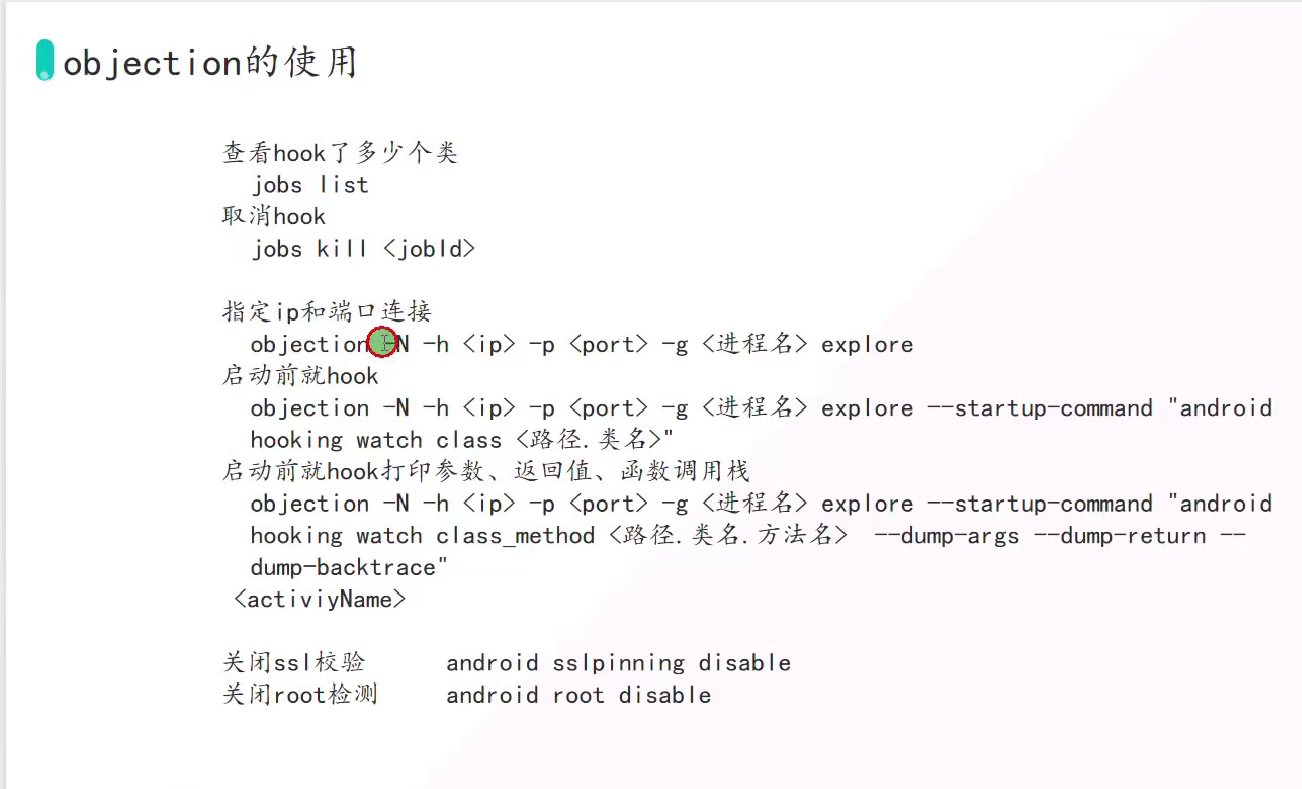 objection的使用
查看hook了多少个类
jobs list
取消hook
jobs kill <jobId>
指定ip和端口连接
objection -N -h <ip> -p <port> -g <进程名> explore
启动前就hook
objection -N -h <ip> -p <port> -g <进程名> explore --startup-command "android
hooking watch class <路径.类名>"
启动前就hook打印参数、返回值、函数调用栈
objection -N -h <ip> -p <port> -g <进程名> explore --startup-command "android
hooking watch class_method <路径.类名.方法名> --dump-args --dump-return --
dump-backtrace"
<activiyName>
关闭ssl校验 android sslpinning disable
关闭root检测 android root disable